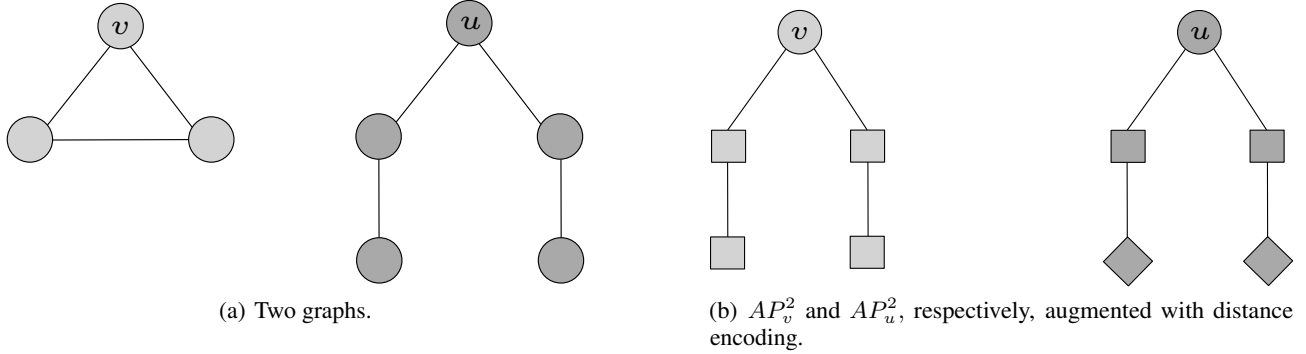 v
u
v
u
(a) Two graphs.
(b) $AP_v^2$ and $AP_u^2$, respectively, augmented with distance
encoding.